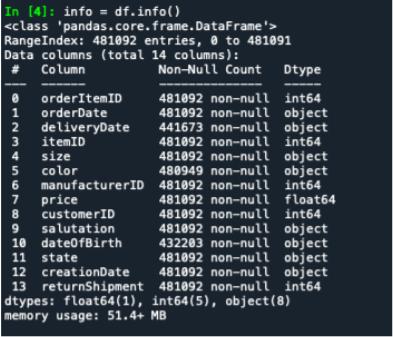 In [4]: info = df.info()
<class 'pandas.core.frame.DataFrame'>
RangeIndex: 481092 entries, 0 to 481091
Data columns (total 14 columns):
 #   Column          Non-Null Count   Dtype
---  ------          --------------   -----
 0   orderItemID     481092 non-null  int64
 1   orderDate       481092 non-null  object
 2   deliveryDate    441673 non-null  object
 3   itemID          481092 non-null  int64
 4   size            481092 non-null  object
 5   color           480949 non-null  object
 6   manufacturerID  481092 non-null  int64
 7   price           481092 non-null  float64
 8   customerID      481092 non-null  int64
 9   salutation      481092 non-null  object
 10  dateOfBirth     432203 non-null  object
 11  state           481092 non-null  object
 12  creationDate    481092 non-null  object
 13  returnShipment  481092 non-null  int64
dtypes: float64(1), int64(5), object(8)
memory usage: 51.4+ MB